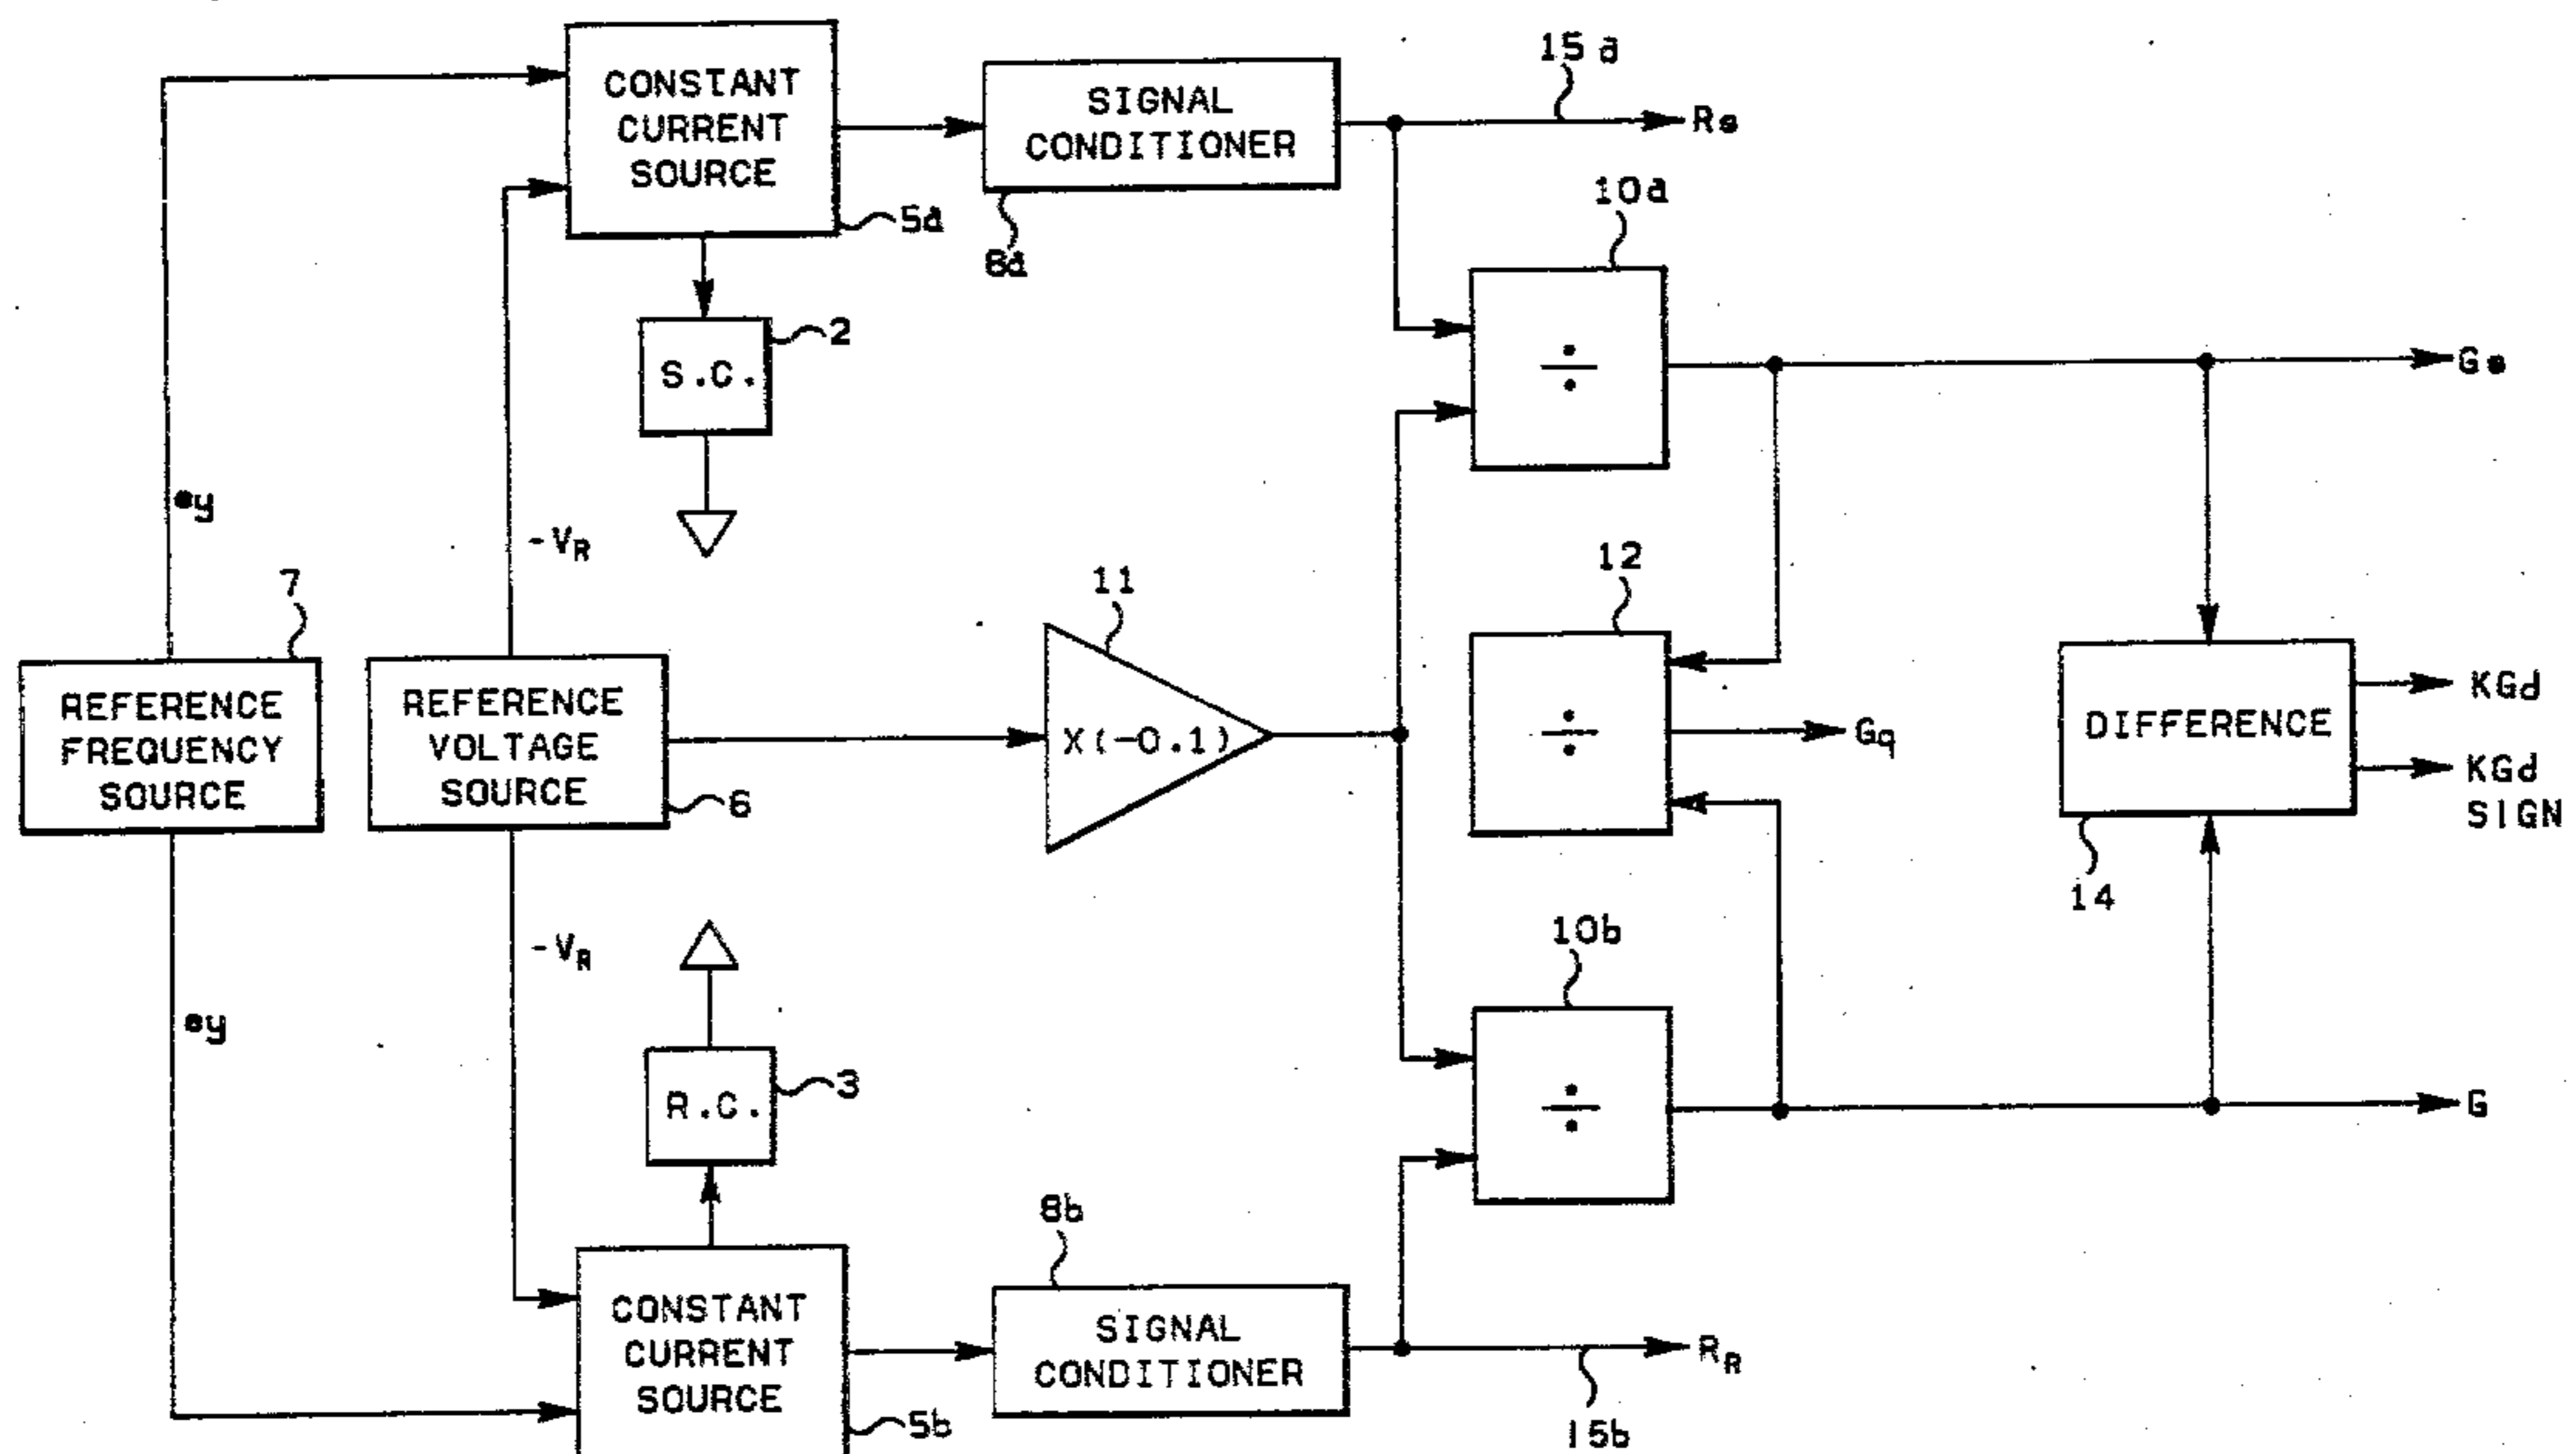 15a
CONSTANT
CURRENT
SOURCE
SIGNAL
CONDITIONER
Rs
5a
8a
10a
2
S.C.
÷
Gs
ey
-VR
7
11
12
REFERENCE
FREQUENCY
SOURCE
REFERENCE
VOLTAGE
SOURCE
6
X(-0.1)
÷
Gq
DIFFERENCE
KGd
KGd
SIGN
14
ey
-VR
10b
3
R.C.
÷
G
8b
CONSTANT
CURRENT
SOURCE
SIGNAL
CONDITIONER
RR
5b
15b